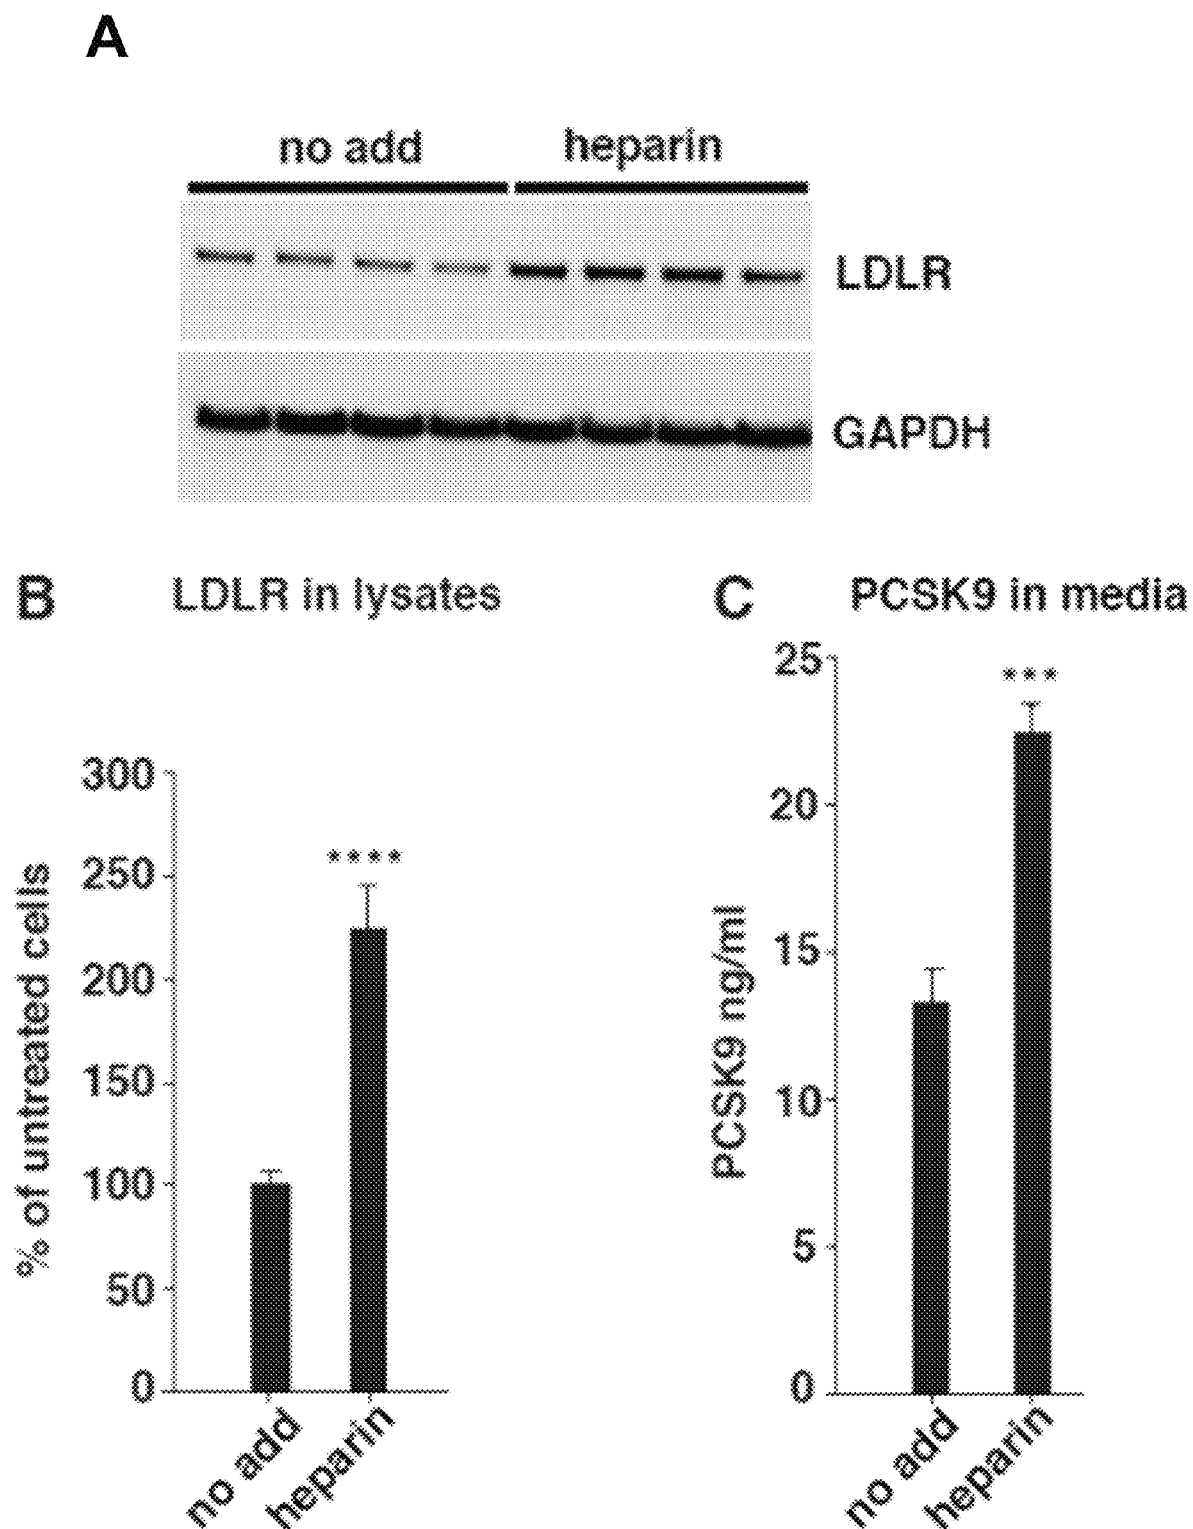 A
no add heparin
LDLR
GAPDH
B LDLR in lysates
% of untreated cells
300
250
200
150
100
50
0
****
no add
heparin
C PCSK9 in media
PCSK9 ng/ml
25
20
15
10
5
0
***
no add
heparin